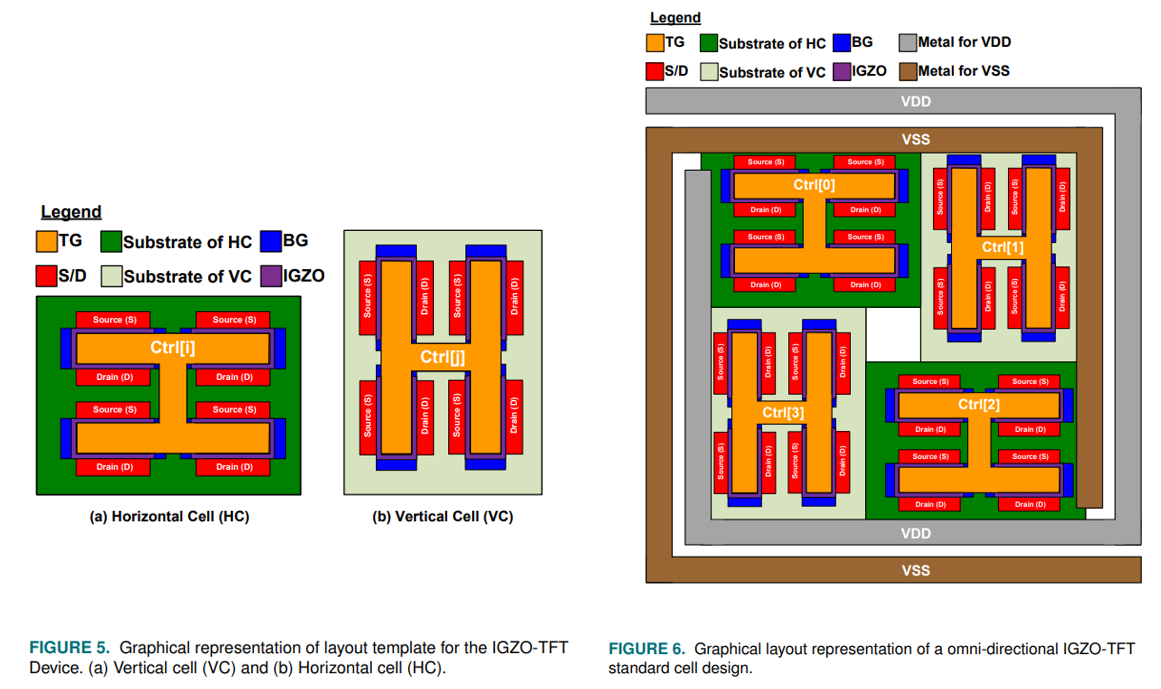 Legend
TG
Substrate of HC
BG
S/D
Substrate of VC
IGZO
Source (S)
Source (S)
Ctrl[i]
Drain (D)
Drain (D)
Source (S)
Source (S)
Drain (D)
Drain (D)
(a) Horizontal Cell (HC)
Source (S)
Drain (D)
Source (S)
Drain (D)
Ctrl[j]
Source (S)
Drain (D)
Source (S)
Drain (D)
(b) Vertical Cell (VC)
FIGURE 5. Graphical representation of layout template for the IGZO-TFT
Device. (a) Vertical cell (VC) and (b) Horizontal cell (HC).
Legend
TG
Substrate of HC
BG
Metal for VDD
S/D
Substrate of VC
IGZO
Metal for VSS
VDD
VSS
Source (S)
Source (S)
Ctrl[0]
Drain (D)
Drain (D)
Source (S)
Source (S)
Drain (D)
Drain (D)
Source (S)
Drain (D)
Source (S)
Drain (D)
Ctrl[1]
Source (S)
Drain (D)
Source (S)
Drain (D)
Source (S)
Drain (D)
Source (S)
Drain (D)
Ctrl[3]
Source (S)
Drain (D)
Source (S)
Drain (D)
Source (S)
Source (S)
Ctrl[2]
Drain (D)
Drain (D)
Source (S)
Source (S)
Drain (D)
Drain (D)
VDD
VSS
FIGURE 6. Graphical layout representation of a omni-directional IGZO-TFT
standard cell design.